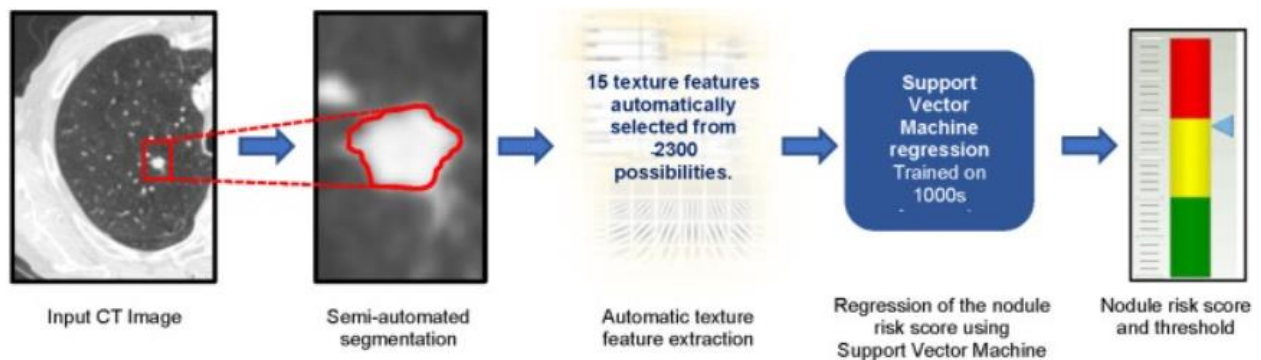 15 texture features
automatically
selected from
-2300
possibilities.
Support
Vector
Machine
regression
Trained on
1000s
Input CT Image
Semi-automated
segmentation
Automatic texture
feature extraction
Regression of the nodule
risk score using
Support Vector Machine
Nodule risk score
and threshold